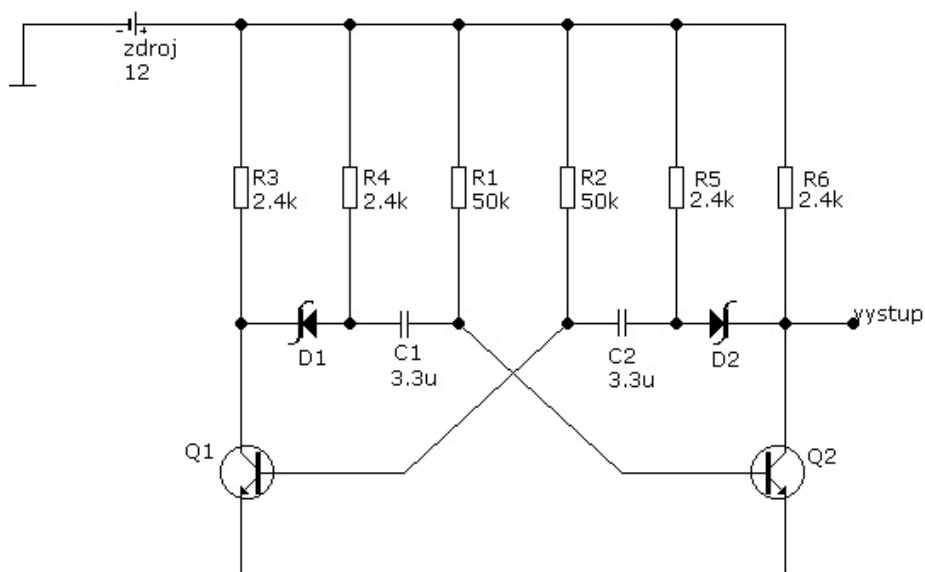 - +
zdroj
12
R3
2.4k
R4
2.4k
R1
50k
R2
50k
R5
2.4k
R6
2.4k
D1
C1
3.3u
C2
3.3u
D2
vystup
Q1
Q2